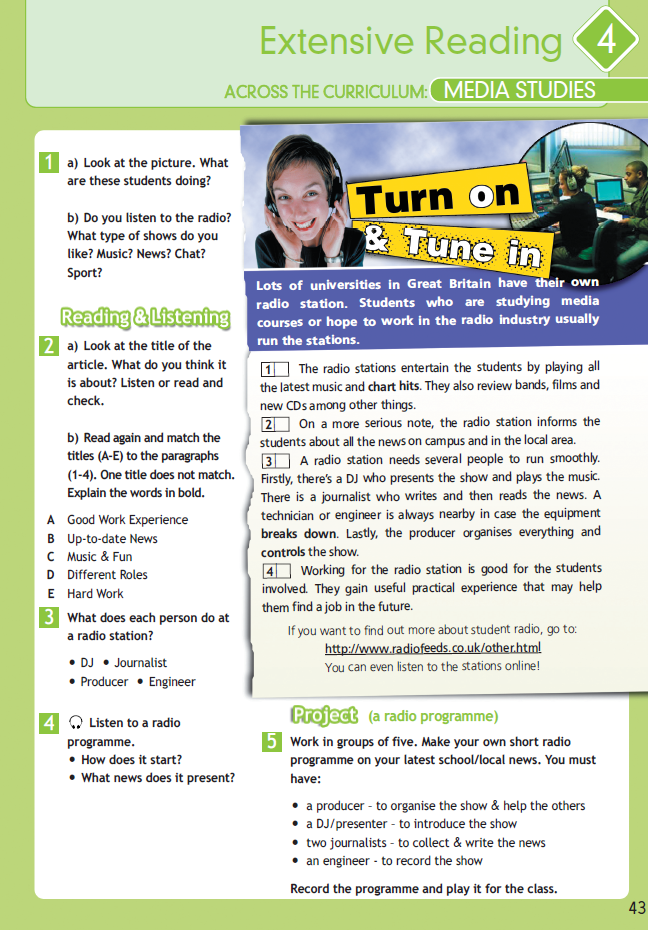 Extensive Reading
4
ACROSS THE CURRICULUM: MEDIA STUDIES
1 a) Look at the picture. What
are these students doing?
b) Do you listen to the radio?
What type of shows do you
like? Music? News? Chat?
Sport?
Reading & Listening
2 a) Look at the title of the
article. What do you think it
is about? Listen or read and
check.
b) Read again and match the
titles (A-E) to the paragraphs
(1-4). One title does not match.
Explain the words in bold.
A Good Work Experience
B Up-to-date News
C Music & Fun
D Different Roles
E Hard Work
3 What does each person do at
a radio station?
• DJ • Journalist
• Producer • Engineer
4 Listen to a radio
programme.
• How does it start?
• What news does it present?
Turn on
& Tune in
Lots of universities in Great Britain have their own
radio station. Students who are studying media
courses or hope to work in the radio industry usually
run the stations.
1 The radio stations entertain the students by playing all
the latest music and chart hits. They also review bands, films and
new CDs among other things.
2 On a more serious note, the radio station informs the
students about all the news on campus and in the local area.
3 A radio station needs several people to run smoothly.
Firstly, there's a DJ who presents the show and plays the music.
There is a journalist who writes and then reads the news. A
technician or engineer is always nearby in case the equipment
breaks down. Lastly, the producer organises everything and
controls the show.
4 Working for the radio station is good for the students
involved. They gain useful practical experience that may help
them find a job in the future.
If you want to find out more about student radio, go to:
http://www.radiofeeds.co.uk/other.html
You can even listen to the stations online!
Project (a radio programme)
5 Work in groups of five. Make your own short radio
programme on your latest school/local news. You must
have:
• a producer - to organise the show & help the others
• a DJ/presenter - to introduce the show
• two journalists - to collect & write the news
• an engineer - to record the show
Record the programme and play it for the class.
43